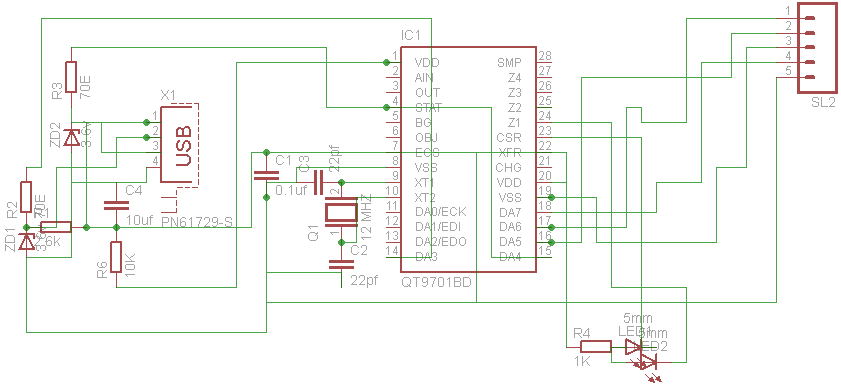 IC1
1 VDD SMP 28
2 AIN Z4 27
3 OUT Z3 26
4 STAT Z2 25
5 BG Z1 24
6 OBJ CSR 23
7 ECS XFR 22
8 VSS CHG 21
9 XT1 VDD 20
10 XT2 VSS 19
11 DA0/ECK DA7 18
12 DA1/EDI DA6 17
13 DA2/EDO DA5 16
14 DA3 DA4 15
QT9701BD
1
2
3
4
5
SL2
R3
70E
ZD2
3.6v
X1
1
2
3
4
USB
PN61729-S
C4
10uf
R2
70E
R1
2.6k
ZD1
R6
10K
C1
0.1uf
C3
22pf
2
1
Q1
12 MHZ
C2
22pf
R4
1K
5mm
LED1
5mm
LED2